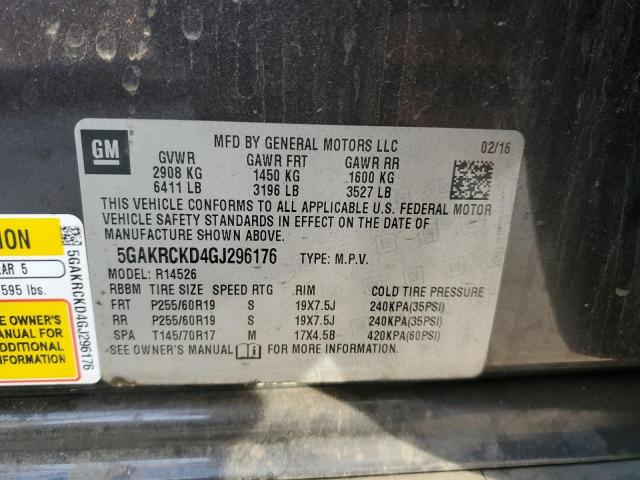 GM
MFD BY GENERAL MOTORS LLC
02/16
GVWR GAWR FRT GAWR RR
2908 KG 1450 KG 1600 KG
6411 LB 3196 LB 3527 LB
THIS VEHICLE CONFORMS TO ALL APPLICABLE U.S. FEDERAL MOTOR
VEHICLE SAFETY STANDARDS IN EFFECT ON THE DATE OF
MANUFACTURE SHOWN ABOVE.
5GAKRCKD4GJ296176 TYPE: M.P.V.
MODEL: R14526
RBBM TIRE SIZE SPEED RTG RIM COLD TIRE PRESSURE
FRT P255/60R19 S 19X7.5J 240KPA(35PSI)
RR P255/60R19 S 19X7.5J 240KPA(35PSI)
SPA T145/70R17 M 17X4.5B 420KPA(60PSI)
SEE OWNER'S MANUAL FOR MORE INFORMATION.
ION
AR 5
595 lbs.
E OWNER'S
ANUAL FOR
ADDITIONAL
RMATION
5GAKRCKD4GJ296176